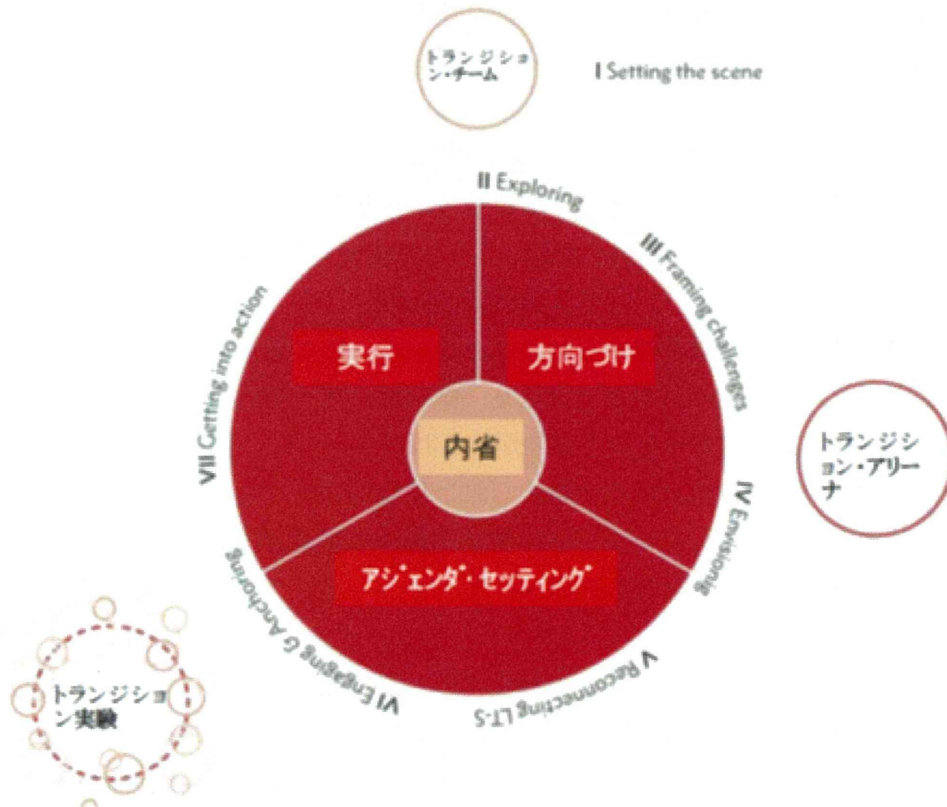 トランジショ
ン・チーム
I Setting the scene
II Exploring
III Framing challenges
実行
方向づけ
VII Getting into action
内省
トランジシ
ョン・アリー
ナ
IV Envisionig
アジェンダ・セッティング
VI Engaging & Anchoring
V Reconnecting LT-S
トランジショ
ン実験